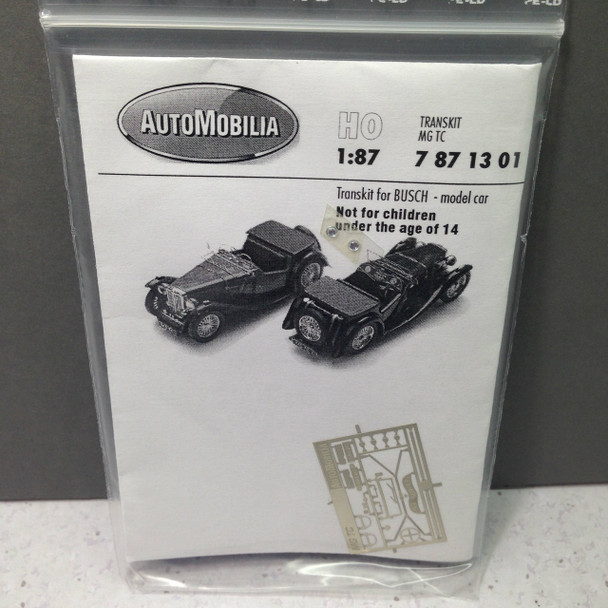 AUTOMOBILIA
HO
1:87
TRANSKIT
MG TC
7 87 13 01
Transkit for BUSCH - model car
Not for children
under the age of 14